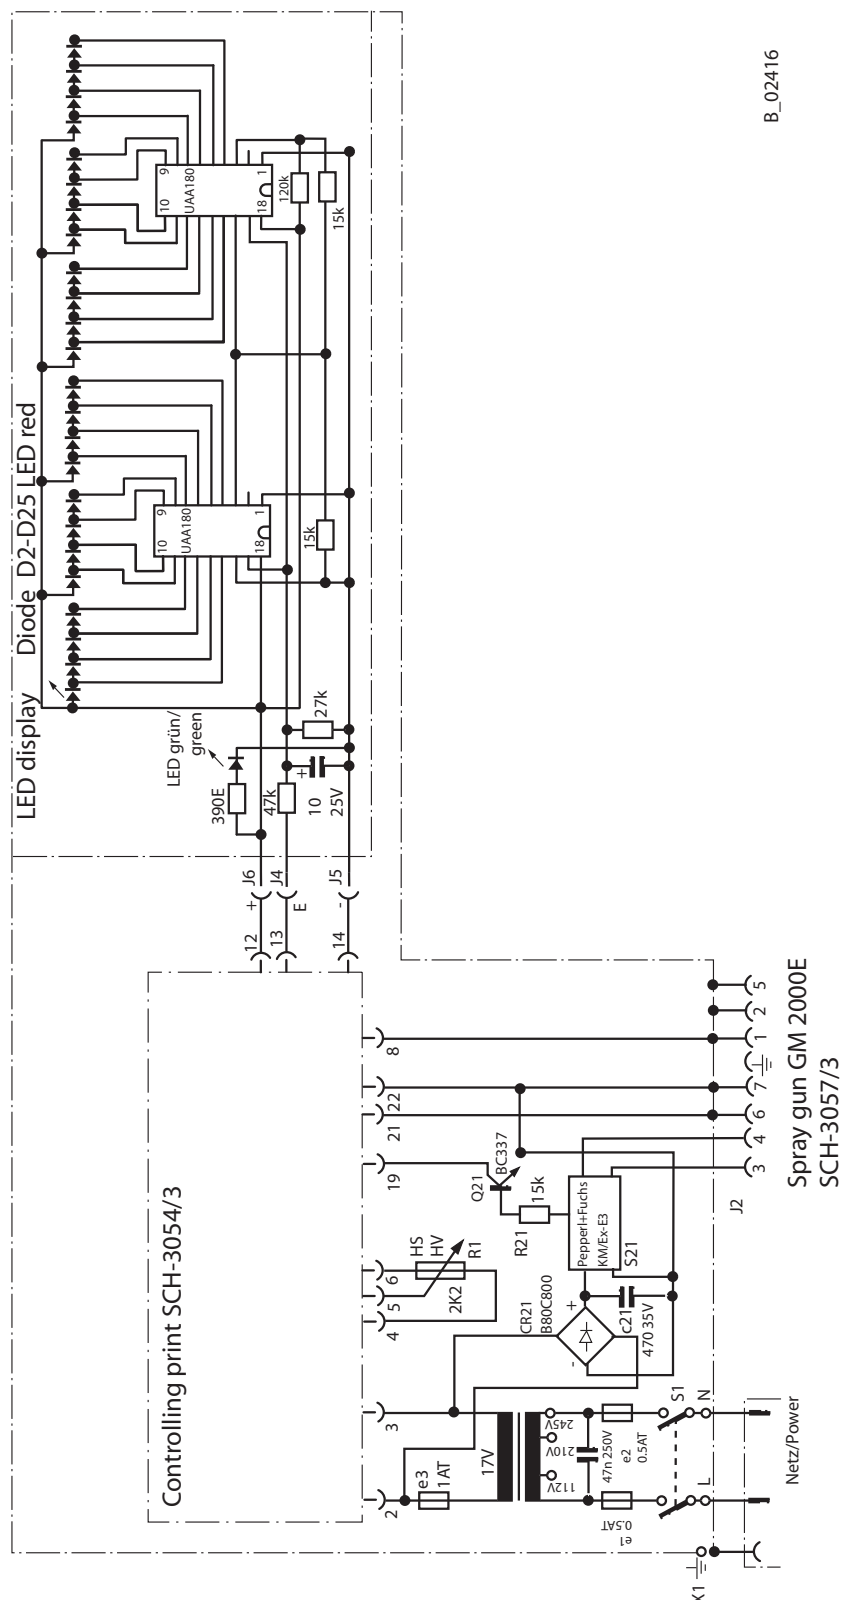 LED display
Diode D2-D25 LED red
10
9
UAA180
18
1
10
9
UAA180
18
1
120k
15k
15k
LED grün/
green
390E
47k
+
10
25V
27k
J6
J4
J5
+
E
-
12
13
14
B_02416
Controlling print SCH-3054/3
2
3
4
5
6
19
21
22
8
e3
1AT
17V
HS
HV
R1
2K2
Q21
BC337
R21
15k
Pepperl+Fuchs
KM/Ex-E3
S21
CR21
B80C800
+
-
c21
470 35V
112V
210V
245V
47n 250V
e2
0.5AT
e1
0.5AT
S1
L
N
X1
Netz/Power
J2
3
4
6
7
1
2
5
Spray gun GM 2000E
SCH-3057/3